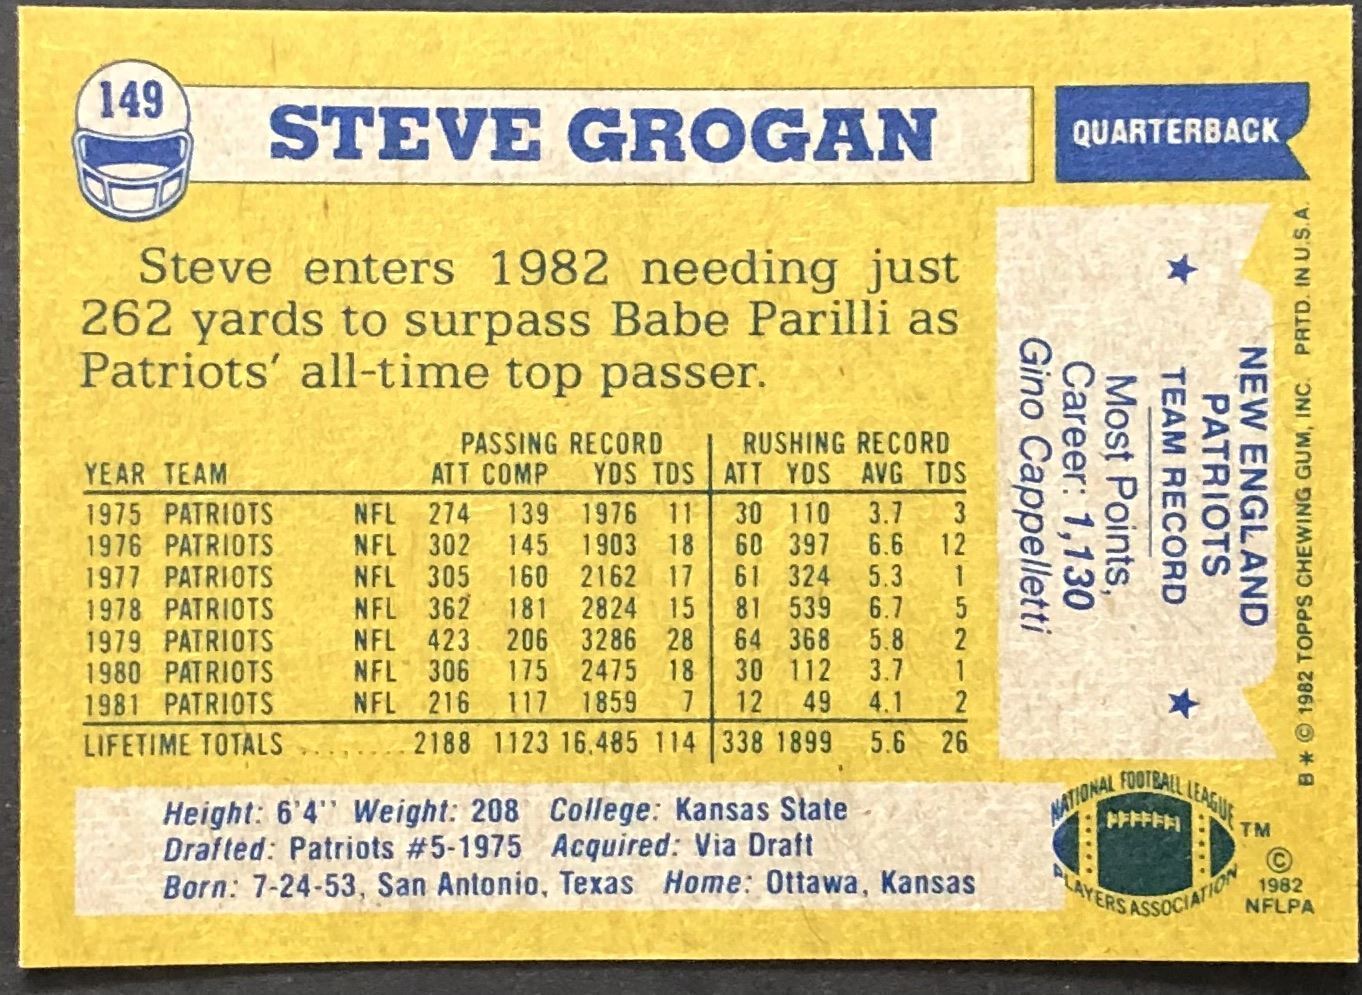 149
STEVE GROGAN
QUARTERBACK
Steve enters 1982 needing just
262 yards to surpass Babe Parilli as
Patriots' all-time top passer.
PASSING RECORD RUSHING RECORD
YEAR TEAM ATT COMP YDS TDS ATT YDS AVG TDS
1975 PATRIOTS NFL 274 139 1976 11 30 110 3.7 3
1976 PATRIOTS NFL 302 145 1903 18 60 397 6.6 12
1977 PATRIOTS NFL 305 160 2162 17 61 324 5.3 1
1978 PATRIOTS NFL 362 181 2824 15 81 539 6.7 5
1979 PATRIOTS NFL 423 206 3286 28 64 368 5.8 2
1980 PATRIOTS NFL 306 175 2475 18 30 112 3.7 1
1981 PATRIOTS NFL 216 117 1859 7 12 49 4.1 2
LIFETIME TOTALS ........ 2188 1123 16,485 114 338 1899 5.6 26
Height: 6'4" Weight: 208 College: Kansas State
Drafted: Patriots #5-1975 Acquired: Via Draft
Born: 7-24-53, San Antonio, Texas Home: Ottawa, Kansas
NEW ENGLAND
PATRIOTS
TEAM RECORD
Most Points,
Career: 1,130
Gino Cappelletti
B* © 1982 TOPPS CHEWING GUM, INC. PRTD. IN U.S.A.
NATIONAL FOOTBALL LEAGUE
PLAYERS ASSOCIATION
TM
©
1982
NFLPA